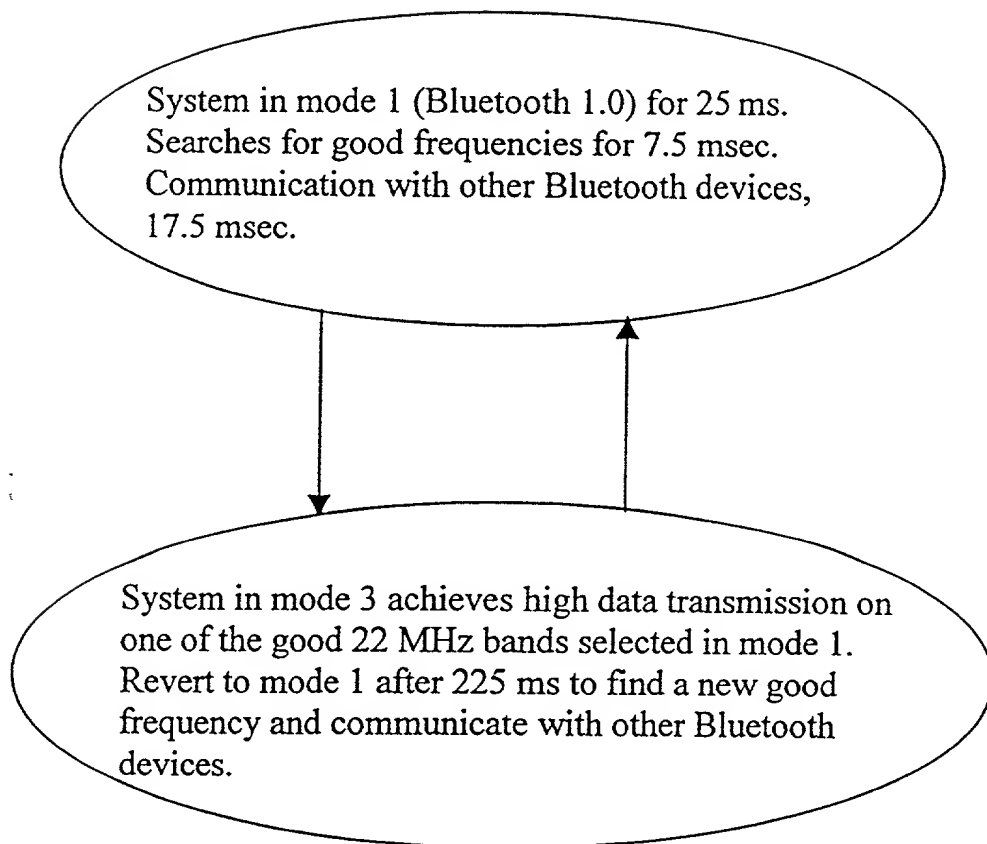 System in mode 1 (Bluetooth 1.0) for 25 ms.
Searches for good frequencies for 7.5 msec.
Communication with other Bluetooth devices,
17.5 msec.
System in mode 3 achieves high data transmission on
one of the good 22 MHz bands selected in mode 1.
Revert to mode 1 after 225 ms to find a new good
frequency and communicate with other Bluetooth
devices.